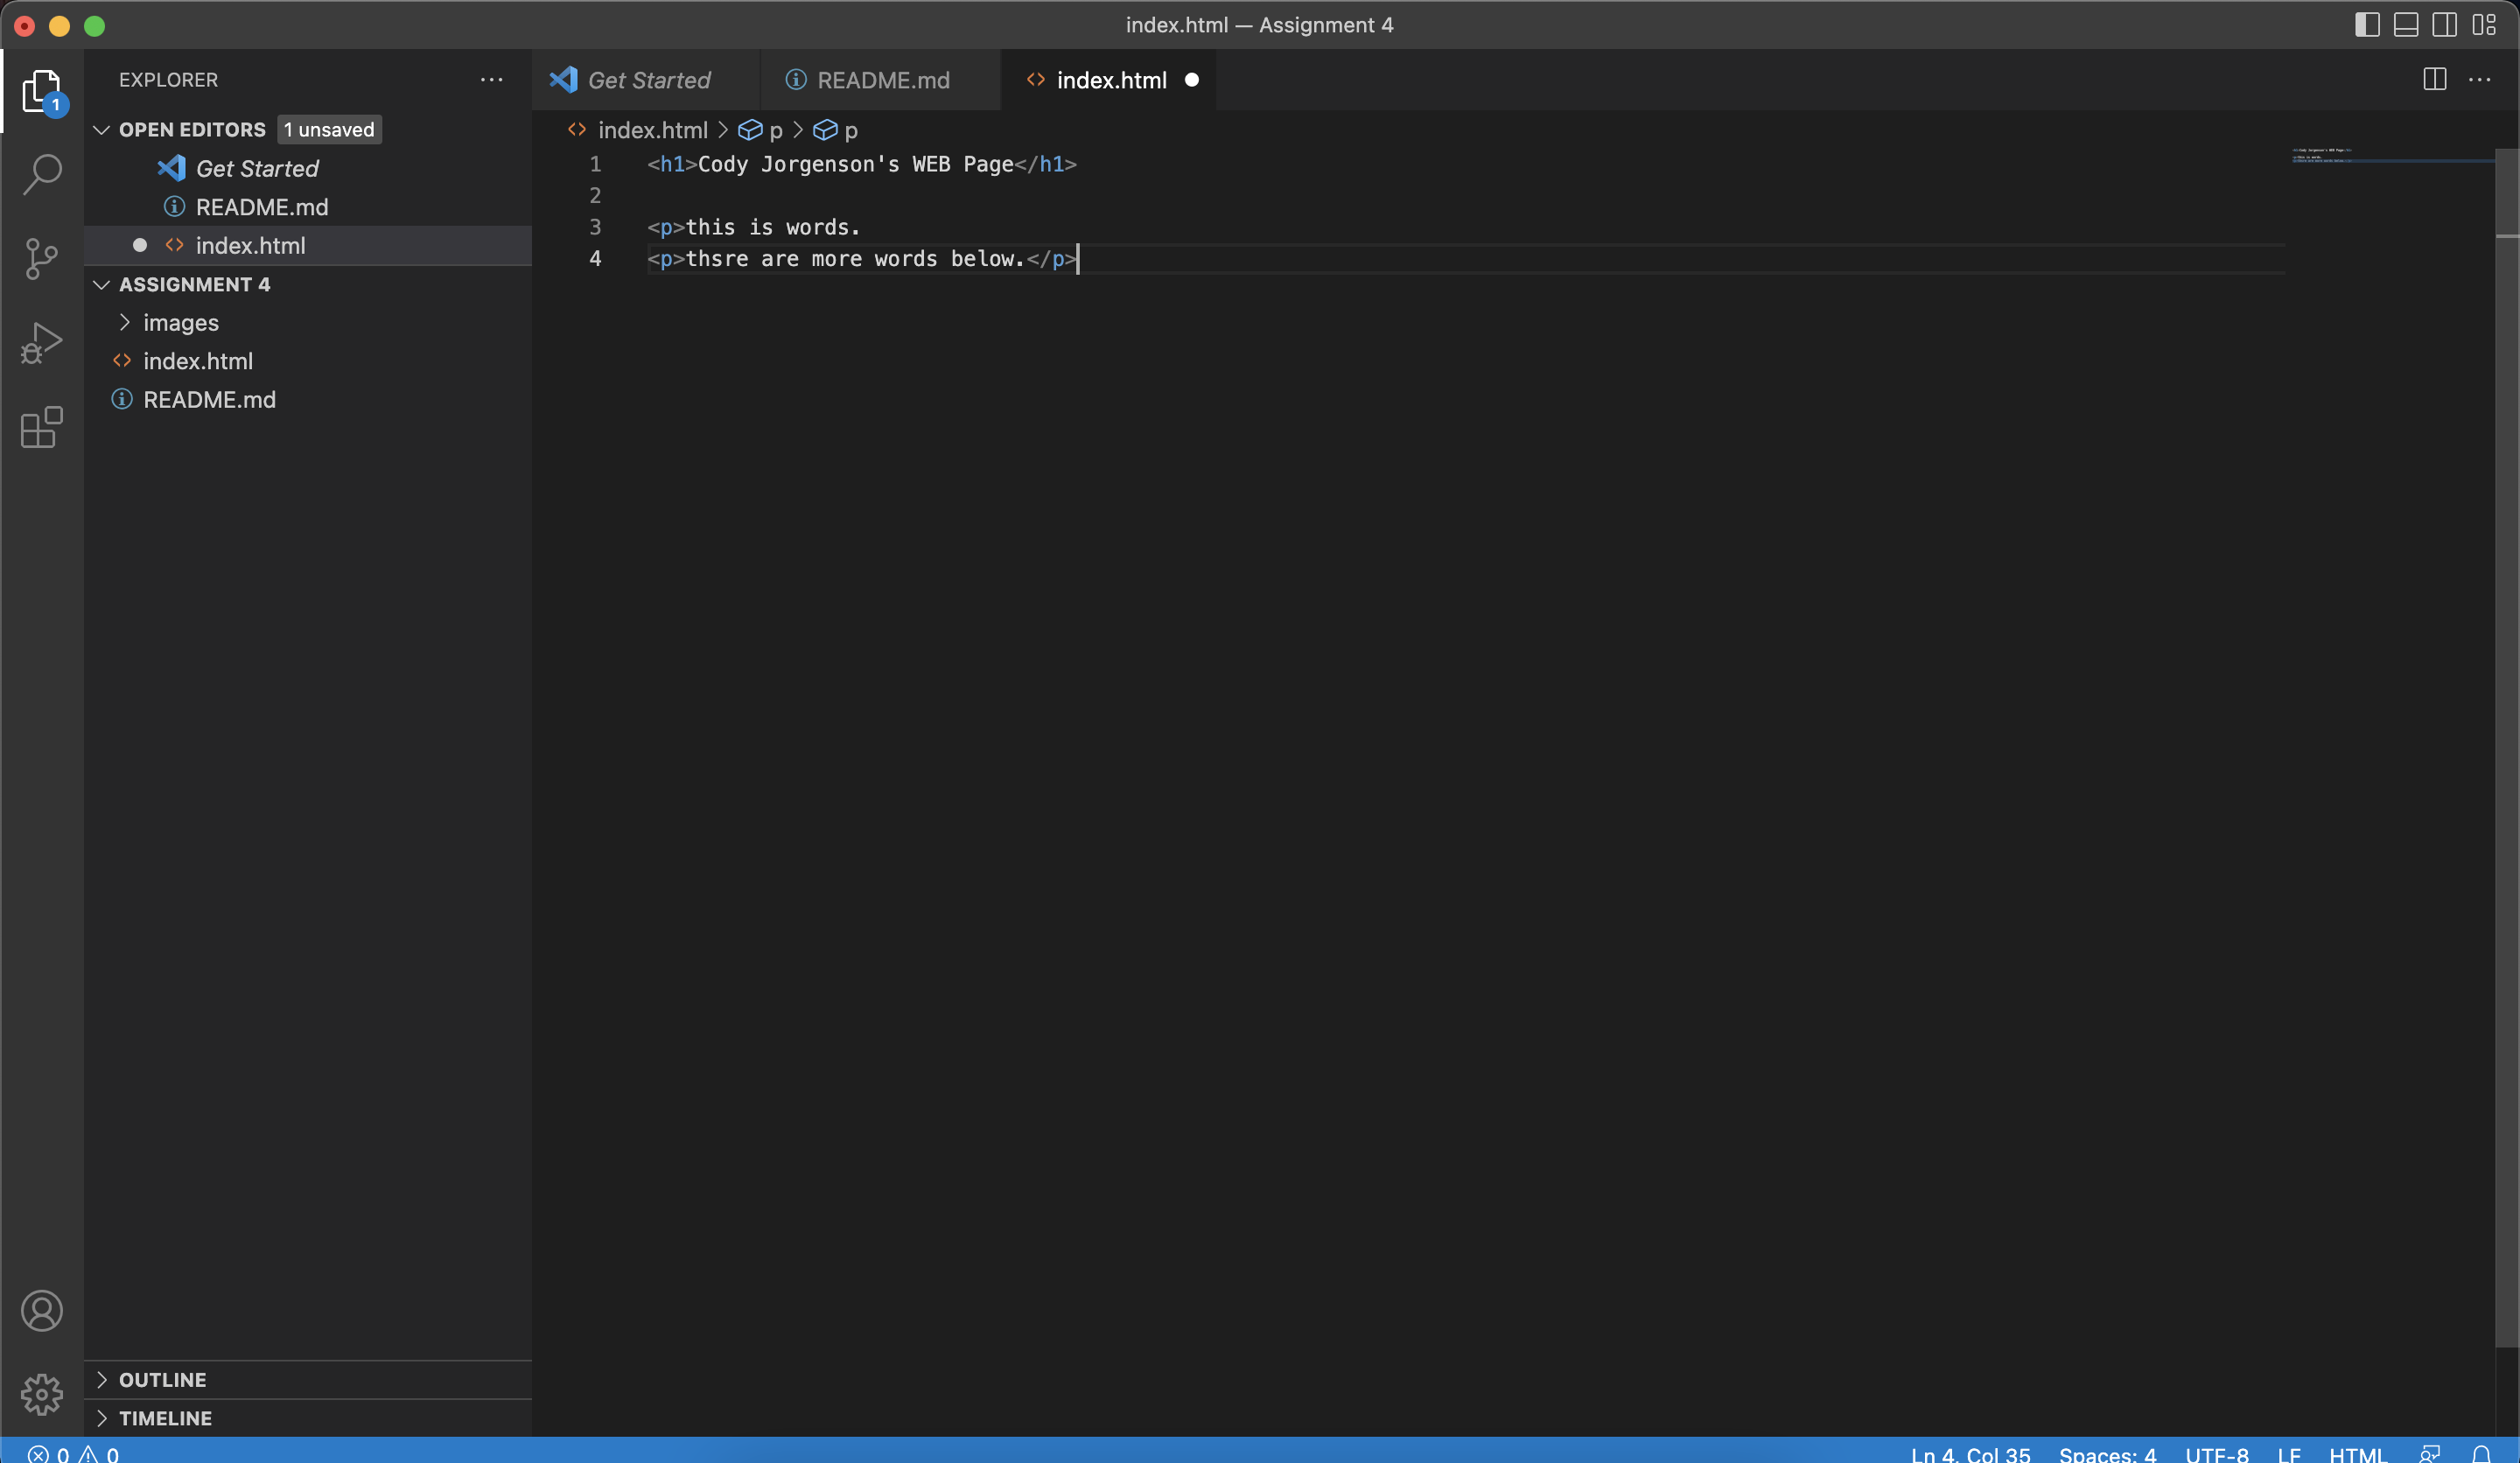 index.html — Assignment 4
EXPLORER
1
OPEN EDITORS 1 unsaved
Get Started
README.md
index.html
ASSIGNMENT 4
images
index.html
README.md
OUTLINE
TIMELINE
Get Started README.md index.html
index.html > p > p
1 <h1>Cody Jorgenson's WEB Page</h1>
2
3 <p>this is words.
4 <p>thsre are more words below.</p>
0 0 Ln 4, Col 35 Spaces: 4 UTF-8 LF HTML